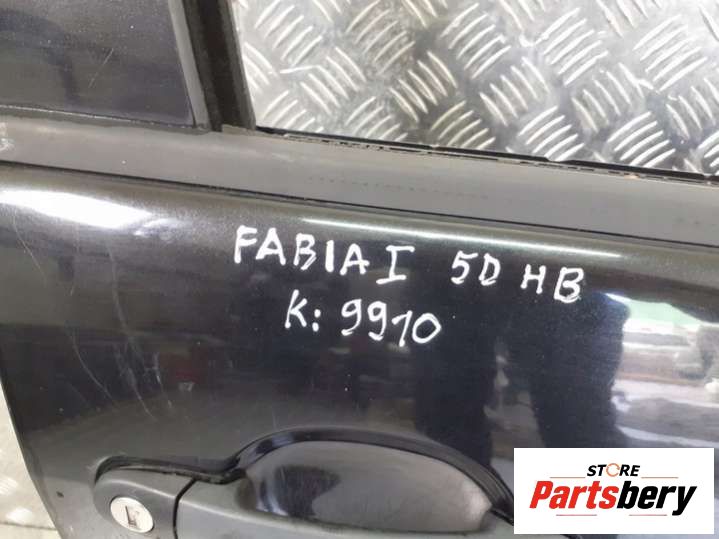 FABIA I 5D HB
K: 9910
STORE
Partsbery